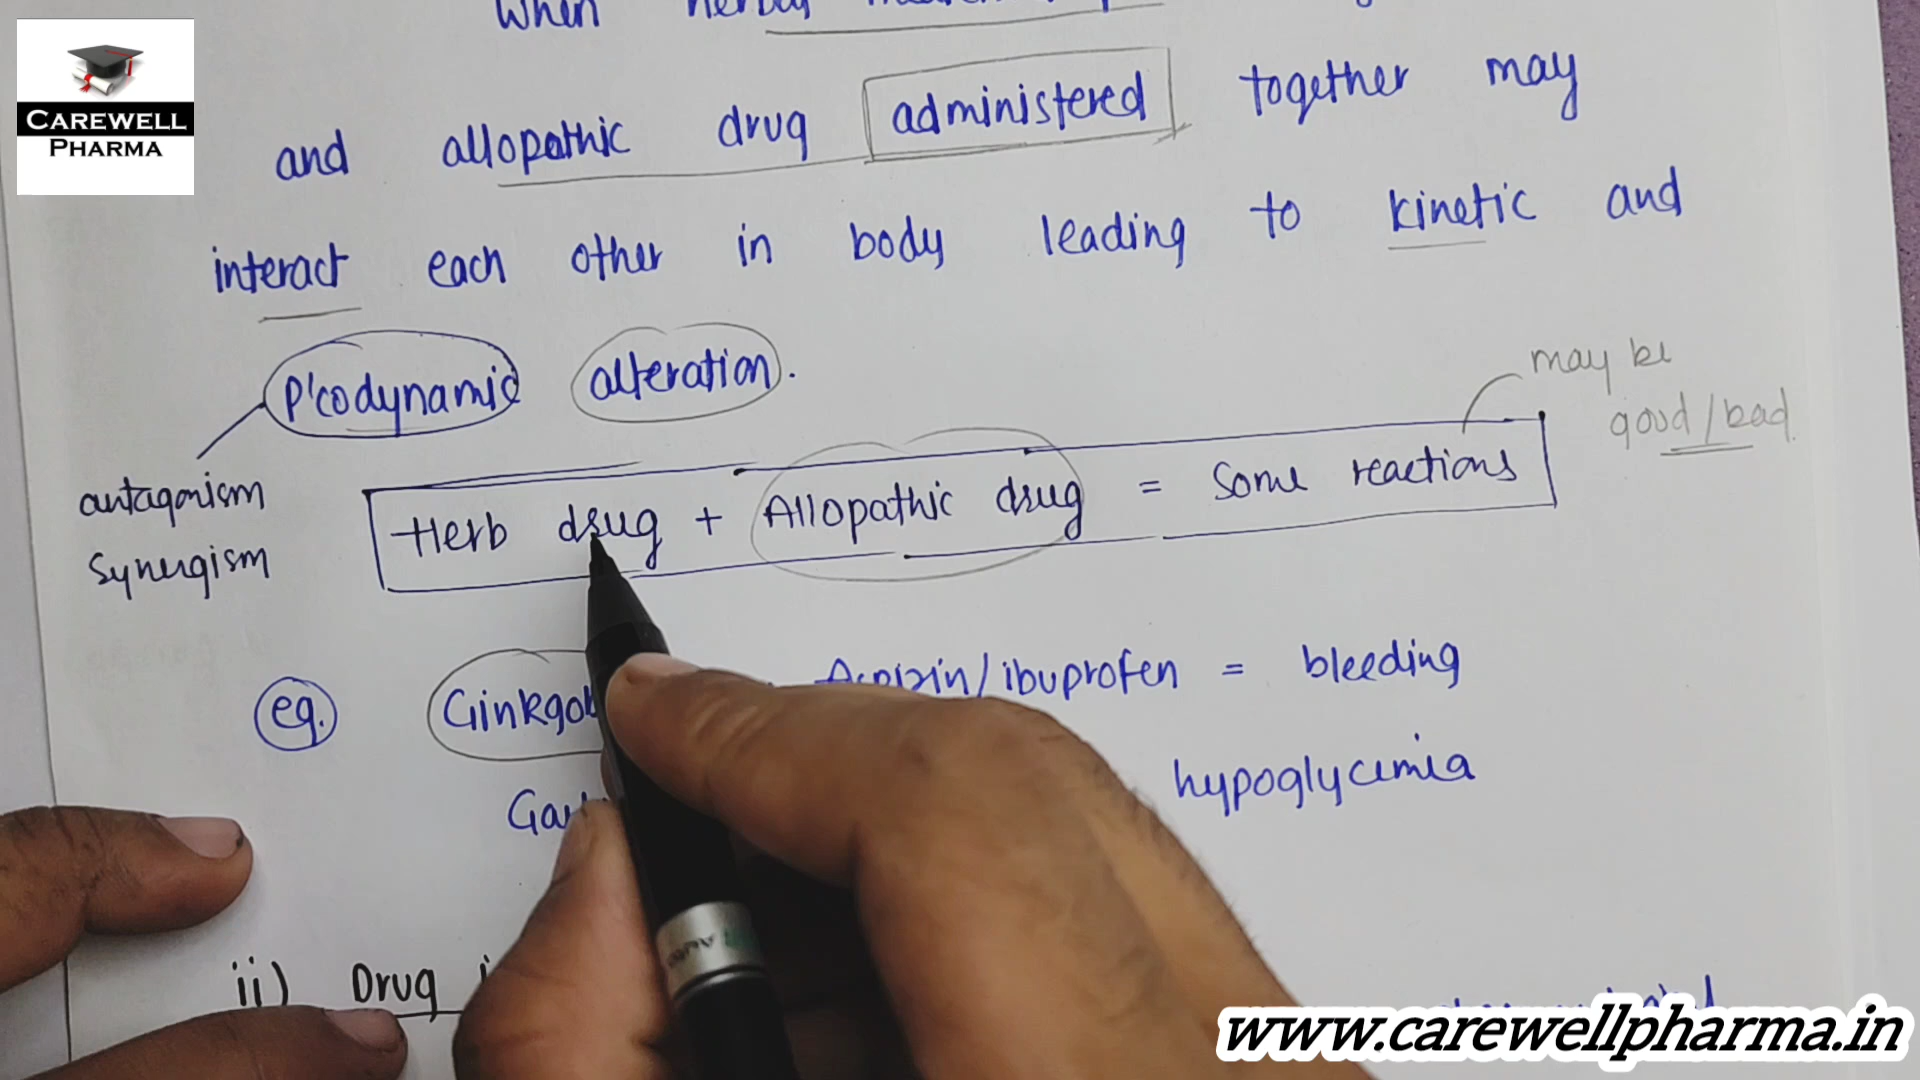 CAREWELL
PHARMA
When
and allopathic drug administered together may
interact each other in body leading to kinetic and
P'codynamic alteration.
may be
good/bad
antagonism
Synergism
Herb drug + Allopathic drug = Some reactions
eg. Aspirin/ibuprofen = bleeding
hypoglycemia
ii) Drug
www.carewellpharma.in